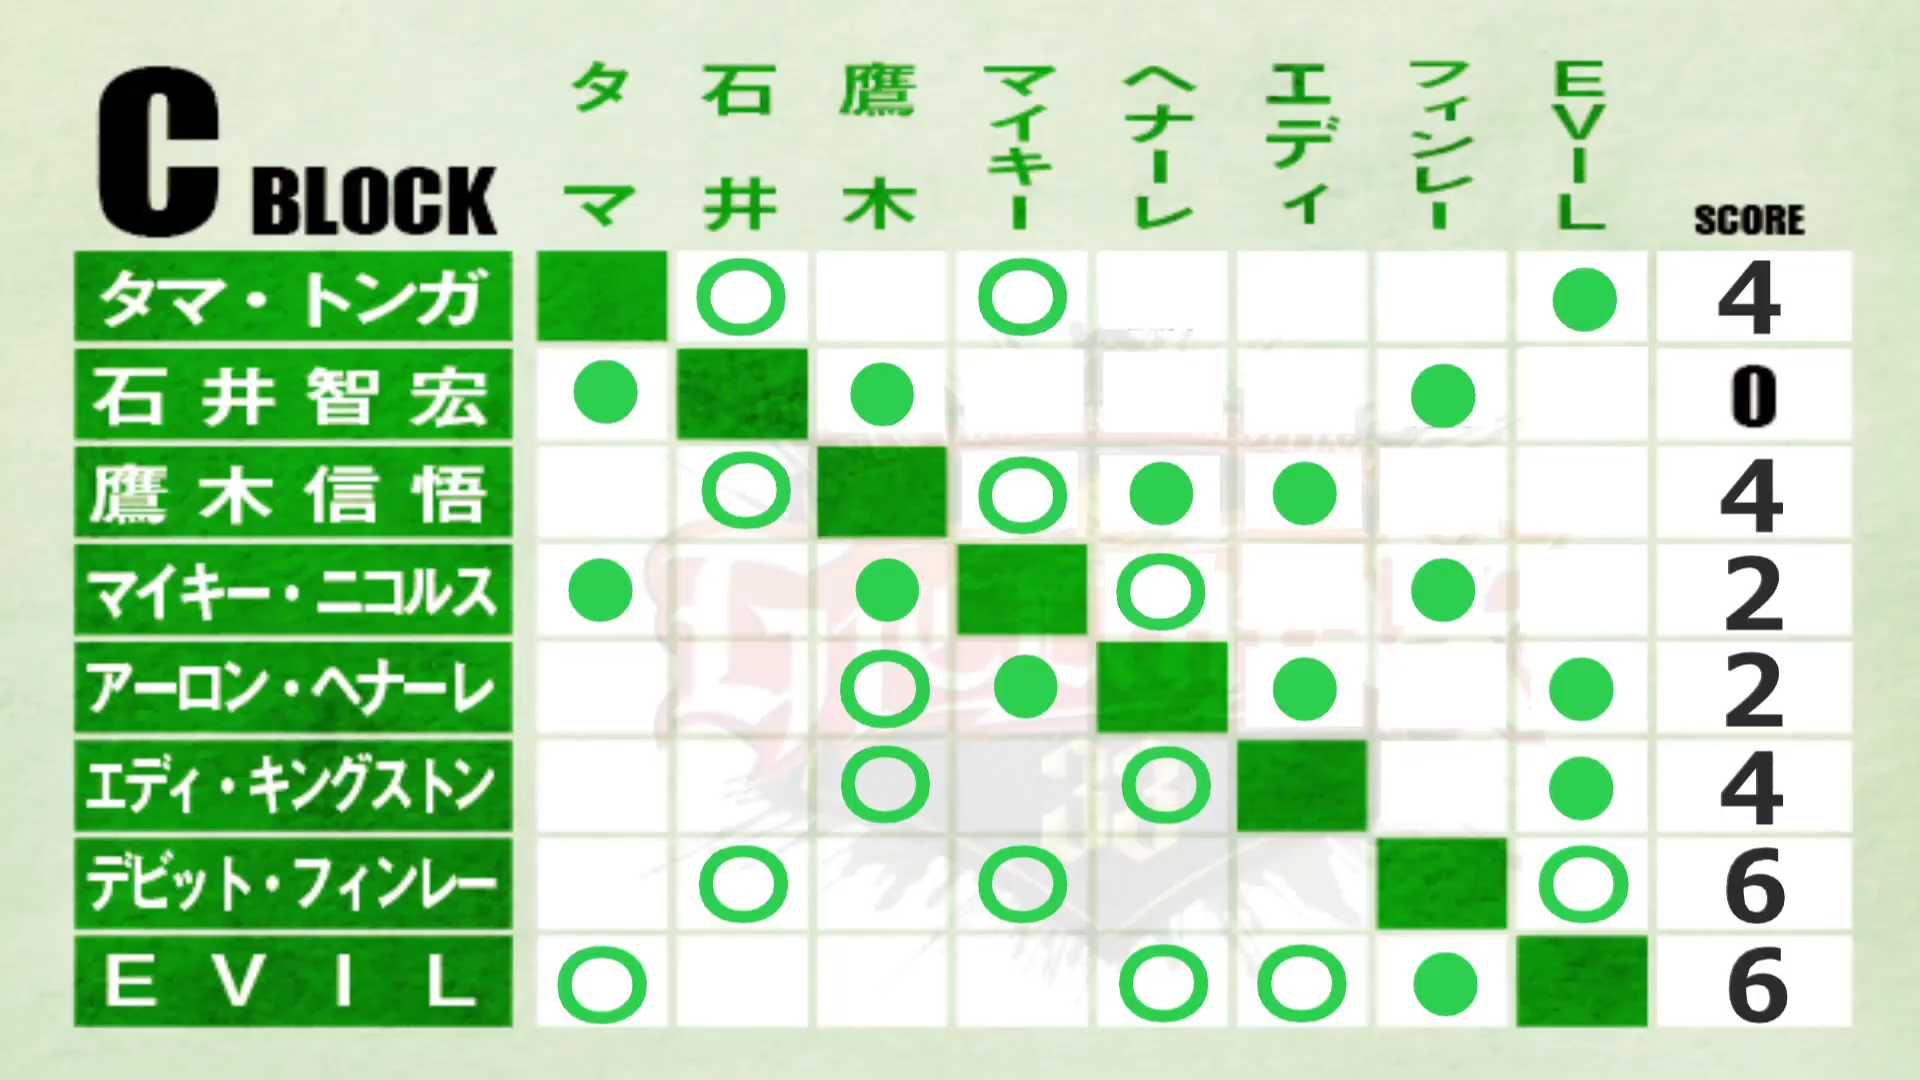 C BLOCK
タマ
石井
鷹木
マイキー
ヘナーレ
エディ
フィンレー
EVIL
SCORE
タマ・トンガ 4
石井智宏 0
鷹木信悟 4
マイキー・ニコルス 2
アーロン・ヘナーレ 2
エディ・キングストン 4
デビット・フィンレー 6
EVIL 6